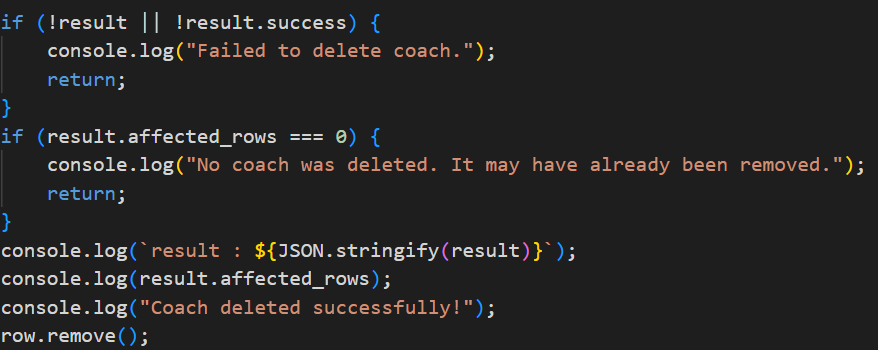 if (!result || !result.success) {
    console.log("Failed to delete coach.");
    return;
}
if (result.affected_rows === 0) {
    console.log("No coach was deleted. It may have already been removed.");
    return;
}
console.log(`result : ${JSON.stringify(result)}`);
console.log(result.affected_rows);
console.log("Coach deleted successfully!");
row.remove();